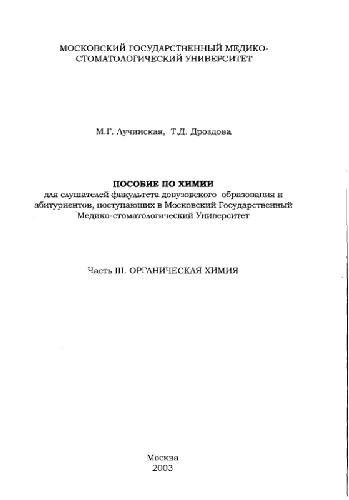 МОСКОВСКИЙ ГОСУДАРСТВЕННЫЙ МЕДИКО-
СТОМАТОЛОГИЧЕСКИЙ УНИВЕРСИТЕТ
М.Г. Лучинская, Т.Д. Дроздова
ПОСОБИЕ ПО ХИМИИ
для слушателей факультета довузовского образования и
абитуриентов, поступающих в Московский Государственный
Медико-стоматологический Университет
Часть III. ОРГАНИЧЕСКАЯ ХИМИЯ
Москва
2003